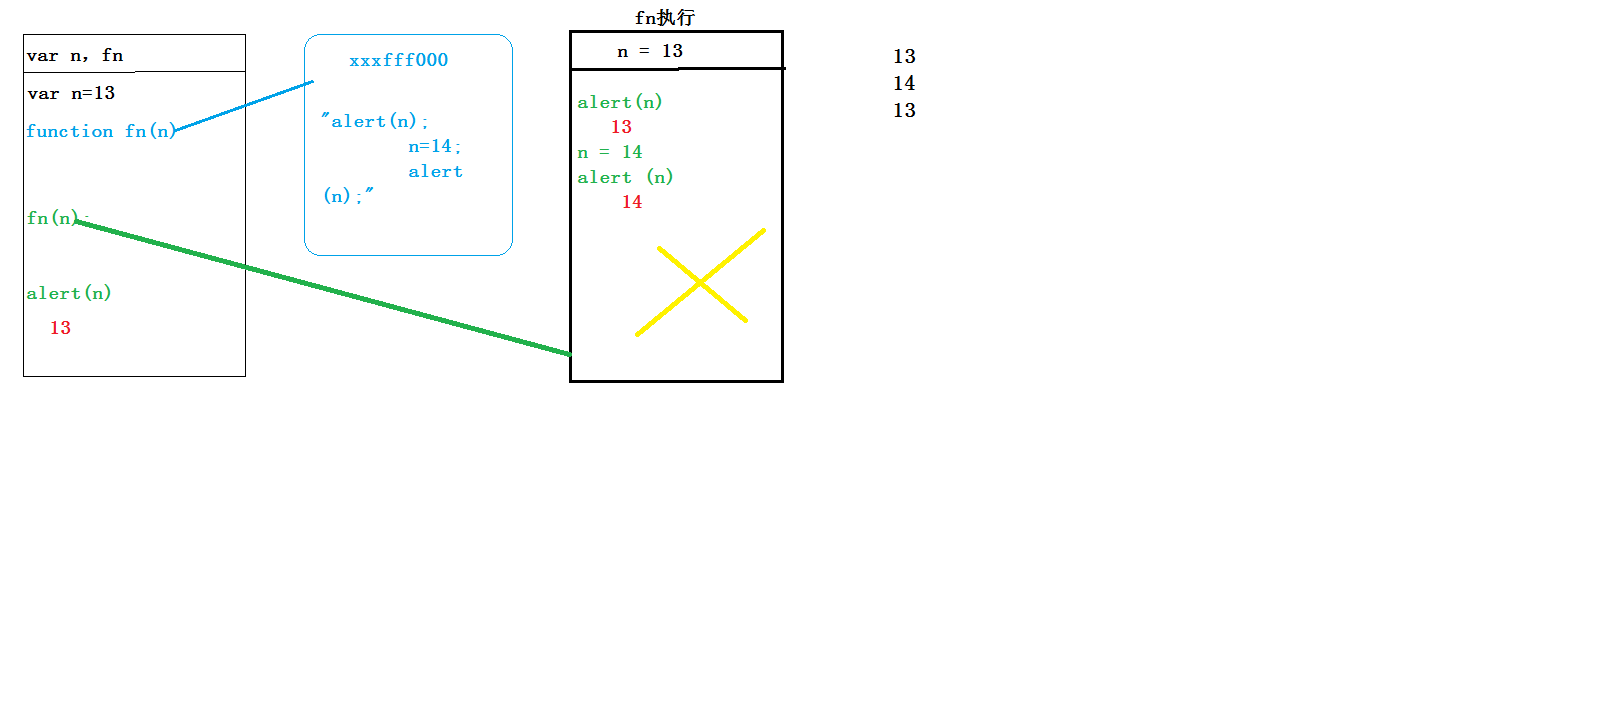 var n, fn
var n=13
function fn(n)
fn(n);
alert(n)
13
xxxfff000
"alert(n);
n=14;
alert
(n);"
fn执行
n = 13
alert(n)
13
n = 14
alert (n)
14
13
14
13